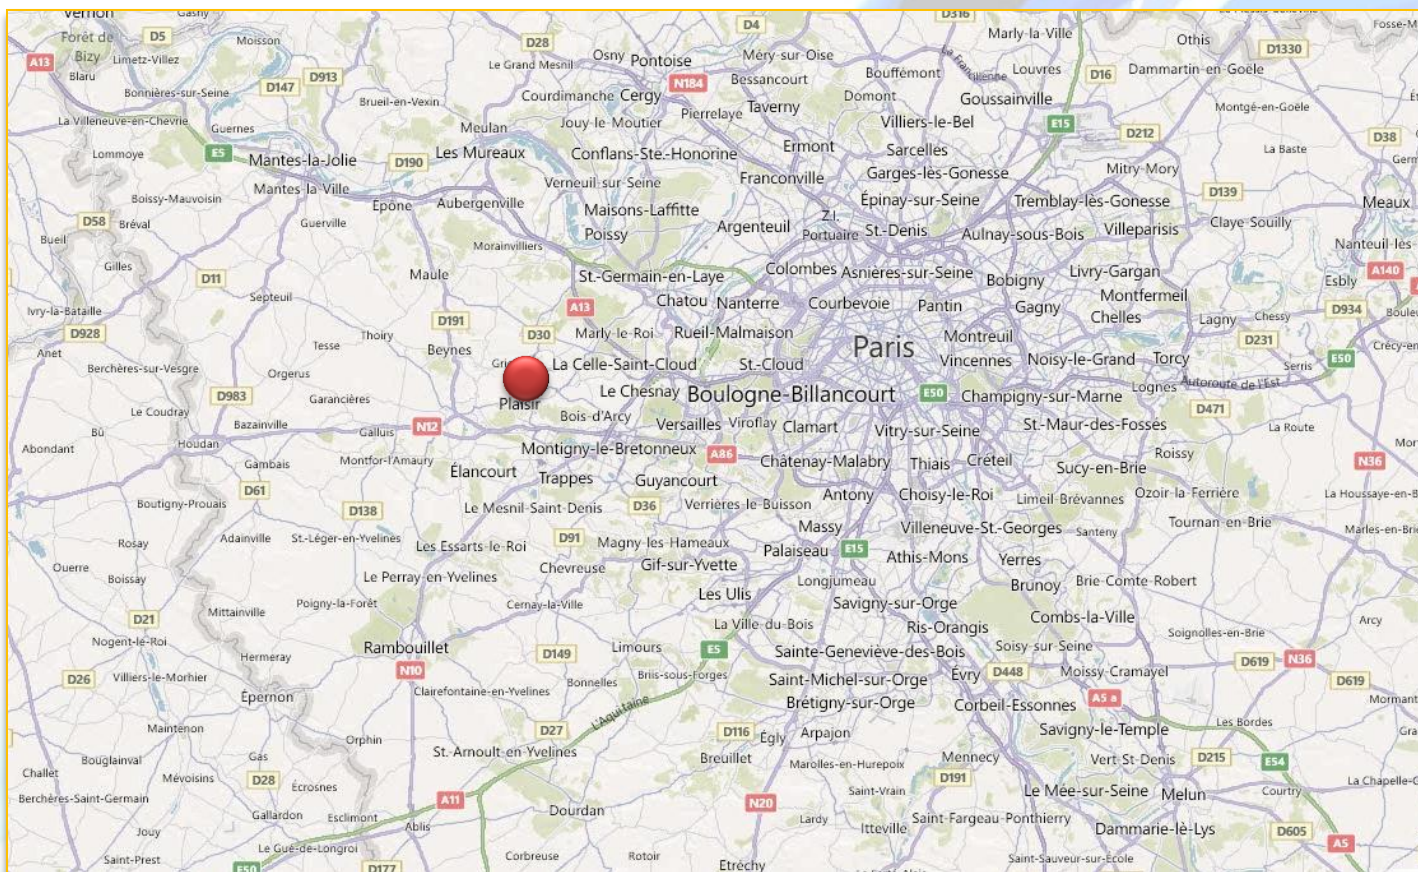 Vernon
Gasny
D4
D316
Marly-la-Ville
Othis
Fosse-M
Forêt de
Bizy
D5
Moisson
D28
Osny
Pontoise
Méry-sur-Oise
D1330
A13
Limetz-Villez
Le Grand Mesnil
Bessancourt
Bouffémont
Louvres
D16
Dammartin-en-Goële
Blaru
D913
D147
N184
Bonnières-sur-Seine
Brueil-en-Vexin
Courdimanche
Cergy
Taverny
Domont
Goussainville
Montgé-en-Goële
La Villeneuve-en-Chevrie
Guernes
Meulan
Jouy-le-Moutier
Pierrelaye
Villiers-le-Bel
E15
D212
D38
Lommoye
E5
Mantes-la-Jolie
D190
Les Mureaux
Conflans-Ste.-Honorine
Ermont
Sarcelles
La Baste
Mantes-la-Ville
Verneuil-sur-Seine
Franconville
Garges-lès-Gonesse
Mitry-Mory
Boissy-Mauvoisin
Épône
Aubergenville
Maisons-Laffitte
Épinay-sur-Seine
Tremblay-lès-Gonesse
D139
Meaux
D58
Bréval
Guerville
Poissy
Argenteuil
Z.I.
Portuaire
St.-Denis
Aulnay-sous-Bois
Villeparisis
Claye-Souilly
Bueil
Morainvilliers
Nanteuil-lès-
Gilles
D11
Maule
St.-Germain-en-Laye
Colombes
Asnières-sur-Seine
Bobigny
Livry-Gargan
A140
Esbly
Septeuil
A13
Chatou
Nanterre
Courbevoie
Pantin
Gagny
Montfermeil
Ivry-la-Bataille
D191
D30
Marly-le-Roi
Rueil-Malmaison
Montreuil
Chelles
Lagny
Chessy
D934
D928
Thoiry
Tesse
Beynes
Paris
D231
Anet
Berchères-sur-Vesgre
Orgerus
La Celle-Saint-Cloud
St.-Cloud
Vincennes
Noisy-le-Grand
Torcy
Serris
E50
D983
Garancières
Plaisir
Le Chesnay
Boulogne-Billancourt
E50
Champigny-sur-Marne
Lognes
Autoroute de l'Est
Le Coudray
Bazainville
N12
Bois-d'Arcy
Versailles
Viroflay
Clamart
Vitry-sur-Seine
St.-Maur-des-Fossés
D471
La Route
Bû
Houdan
Galluis
Abondant
Gambais
Montfor-l'Amaury
Élancourt
Montigny-le-Bretonneux
A86
Châtenay-Malabry
Thiais
Créteil
Sucy-en-Brie
Roissy
N36
D61
Trappes
Guyancourt
Boutigny-Prouais
D138
Le Mesnil-Saint-Denis
D36
Verrières-le-Buisson
Antony
Choisy-le-Roi
Limeil-Brévannes
Ozoir-la-Ferrière
La Houssaye-en-B
Rosay
Adainville
St.-Léger-en-Yvelines
Les Essarts-le-Roi
D91
Magny-les-Hameaux
Massy
Villeneuve-St.-Georges
Santeny
Tournan-en-Brie
Marles-en-Bri
Ouerre
Boissay
Le Perray-en-Yvelines
Chevreuse
Gif-sur-Yvette
Palaiseau
E15
Athis-Mons
Yerres
Mittainville
Poigny-la-Forêt
Cernay-la-Ville
Les Ulis
Longjumeau
Brunoy
Brie-Comte-Robert
D21
Savigny-sur-Orge
Combs-la-Ville
Arcy
Nogent-le-Roi
Rambouillet
La Ville-du-Bois
Ris-Orangis
Soignolles-en-Brie
Hermeray
D149
Limours
E5
Sainte-Geneviève-des-Bois
Soisy-sur-Seine
D619
N36
D26
Villiers-le-Morhier
N10
Bonnelles
Briis-sous-Forges
Saint-Michel-sur-Orge
Évry
D448
Moissy-Cramayel
D619
Épernon
Clairefontaine-en-Yvelines
L'Aquitaine
Brétigny-sur-Orge
Corbeil-Essonnes
A5 a
Mormant
Maintenon
Orphin
D27
D116
Égly
Arpajon
Savigny-le-Temple
Les Bordes
Bouglainval
Gas
St.-Arnoult-en-Yvelines
Breuillet
Marolles-en-Hurepoix
Mennecy
Vert-St-Denis
D215
E54
Challet
Mévoisins
D28
Écrosnes
D191
La Chapelle-G
Berchères-Saint-Germain
A11
Dourdan
N20
Saint-Vrain
Le Mée-sur-Seine
Melun
Courtry
Gallardon
Esclimont
Ablis
Lardy
Itteville
Saint-Fargeau-Ponthierry
Dammarie-lè-Lys
D605
Jouy
Le Gué-de-Longroi
A5
Saint-Prest
E50
D177
Corbreuse
Rotoir
Étréchy
Saint-Sauveur-sur-École